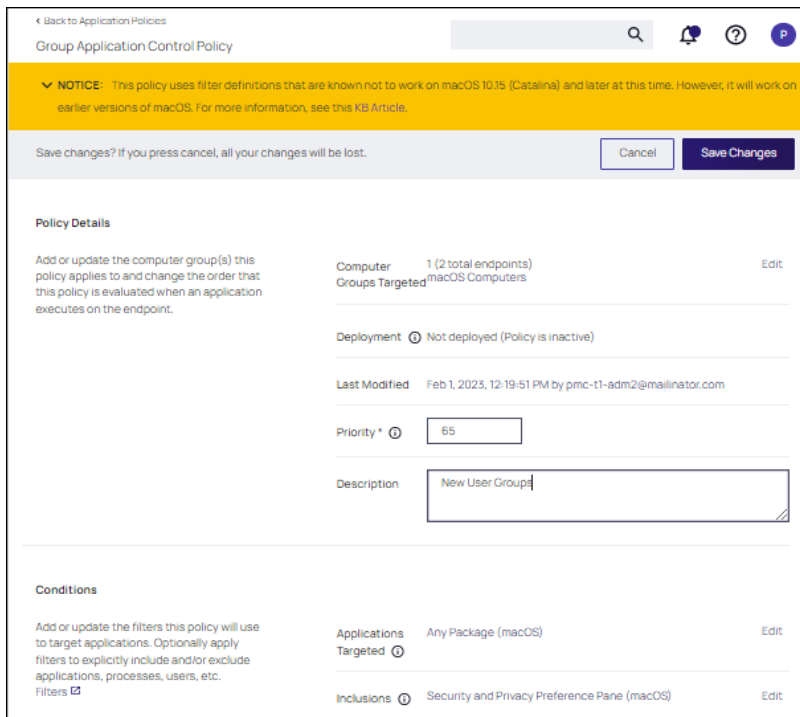 Back to Application Policies
Group Application Control Policy
P
NOTICE: This policy uses filter definitions that are known not to work on macOS 10.15 (Catalina) and later at this time. However, it will work on
earlier versions of macOS. For more information, see this KB Article.
Save changes? If you press cancel, all your changes will be lost.
Cancel
Save Changes
Policy Details
Add or update the computer group(s) this
policy applies to and change the order that
this policy is evaluated when an application
executes on the endpoint.
Computer
Groups Targeted
1 (2 total endpoints)
macOS Computers
Edit
Deployment
Not deployed (Policy is inactive)
Last Modified
Feb 1, 2023, 12:19:51 PM by pmc-t1-adm2@mailinator.com
Priority *
65
Description
New User Groups
Conditions
Add or update the filters this policy will use
to target applications. Optionally apply
filters to explicitly include and/or exclude
applications, processes, users, etc.
Filters
Applications
Targeted
Any Package (macOS)
Edit
Inclusions
Security and Privacy Preference Pane (macOS)
Edit